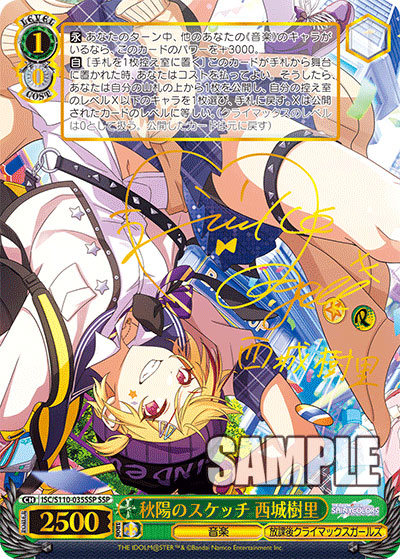 LEVEL
1
0
COST
永 あなたのターン中、他のあなたの《音楽》のキャラ
がいるなら、このカードのパワーを+3000。
自 [手札を1枚控え室に置く] このカードが手札から舞台
に置かれた時、あなたはコストを払ってよい。そうしたら、
あなたは自分の山札の上から1枚を公開し、自分の控え室
のレベルX以下のキャラを1枚選び、手札に戻す。Xは公開
されたカードのレベルに等しい。(クライマックスのレベル
は0として扱う。公開したカードは元に戻す)
西城樹里
SAMPLE
CH
ISC/S110-035SSP SSP
秋陽のスケッチ 西城樹里
SHINYCOLORS
POWER
2500
SOUL
音楽
放課後クライマックスガールズ
THE IDOLM@STER™& ©Bandai Namco Entertainment Inc.